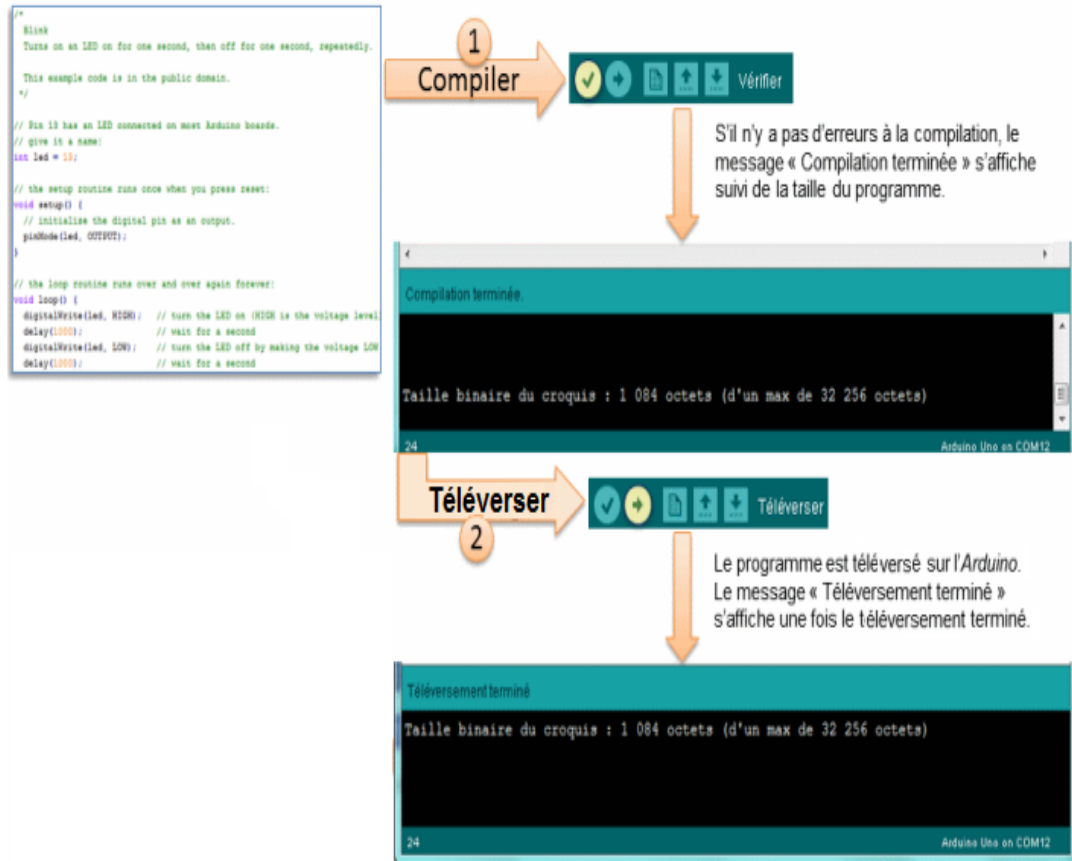 /*
Blink
Turns on an LED on for one second, then off for one second, repeatedly.
This example code is in the public domain.
*/
// Pin 13 has an LED connected on most Arduino boards.
// give it a name:
int led = 13;
// the setup routine runs once when you press reset:
void setup() {
// initialize the digital pin as an output.
pinMode(led, OUTPUT);
}
// the loop routine runs over and over again forever:
void loop() {
digitalWrite(led, HIGH); // turn the LED on (HIGH is the voltage level)
delay(1000); // wait for a second
digitalWrite(led, LOW); // turn the LED off by making the voltage LOW
delay(1000); // wait for a second
1
Compiler
Vérifier
S'il n'y a pas d'erreurs à la compilation, le
message « Compilation terminée » s'affiche
suivi de la taille du programme.
Compilation terminée.
Taille binaire du croquis : 1 084 octets (d'un max de 32 256 octets)
24 Arduino Uno on COM12
Téléverser
2
Téléverser
Le programme est téléversé sur l'Arduino.
Le message « Téléversement terminé »
s'affiche une fois le téléversement terminé.
Téléversement terminé
Taille binaire du croquis : 1 084 octets (d'un max de 32 256 octets)
24 Arduino Uno on COM12